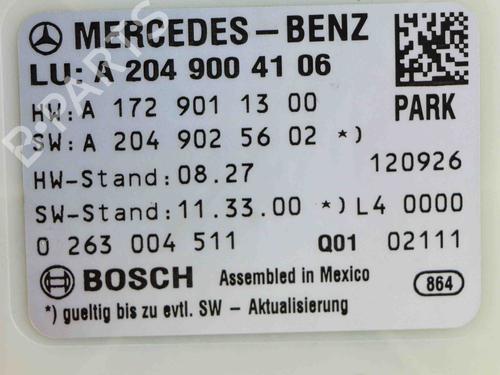 MERCEDES-BENZ
LU: A 204 900 41 06
HW:A 172 901 13 00
PARK
SW:A 204 902 56 02 *)
HW-Stand:08.27
120926
SW-Stand:11.33.00 *) L4 0000
0 263 004 511
Q01 02111
BOSCH Assembled in Mexico
864
*) gueltig bis zu evtl. SW - Aktualisierung
B-PARTS